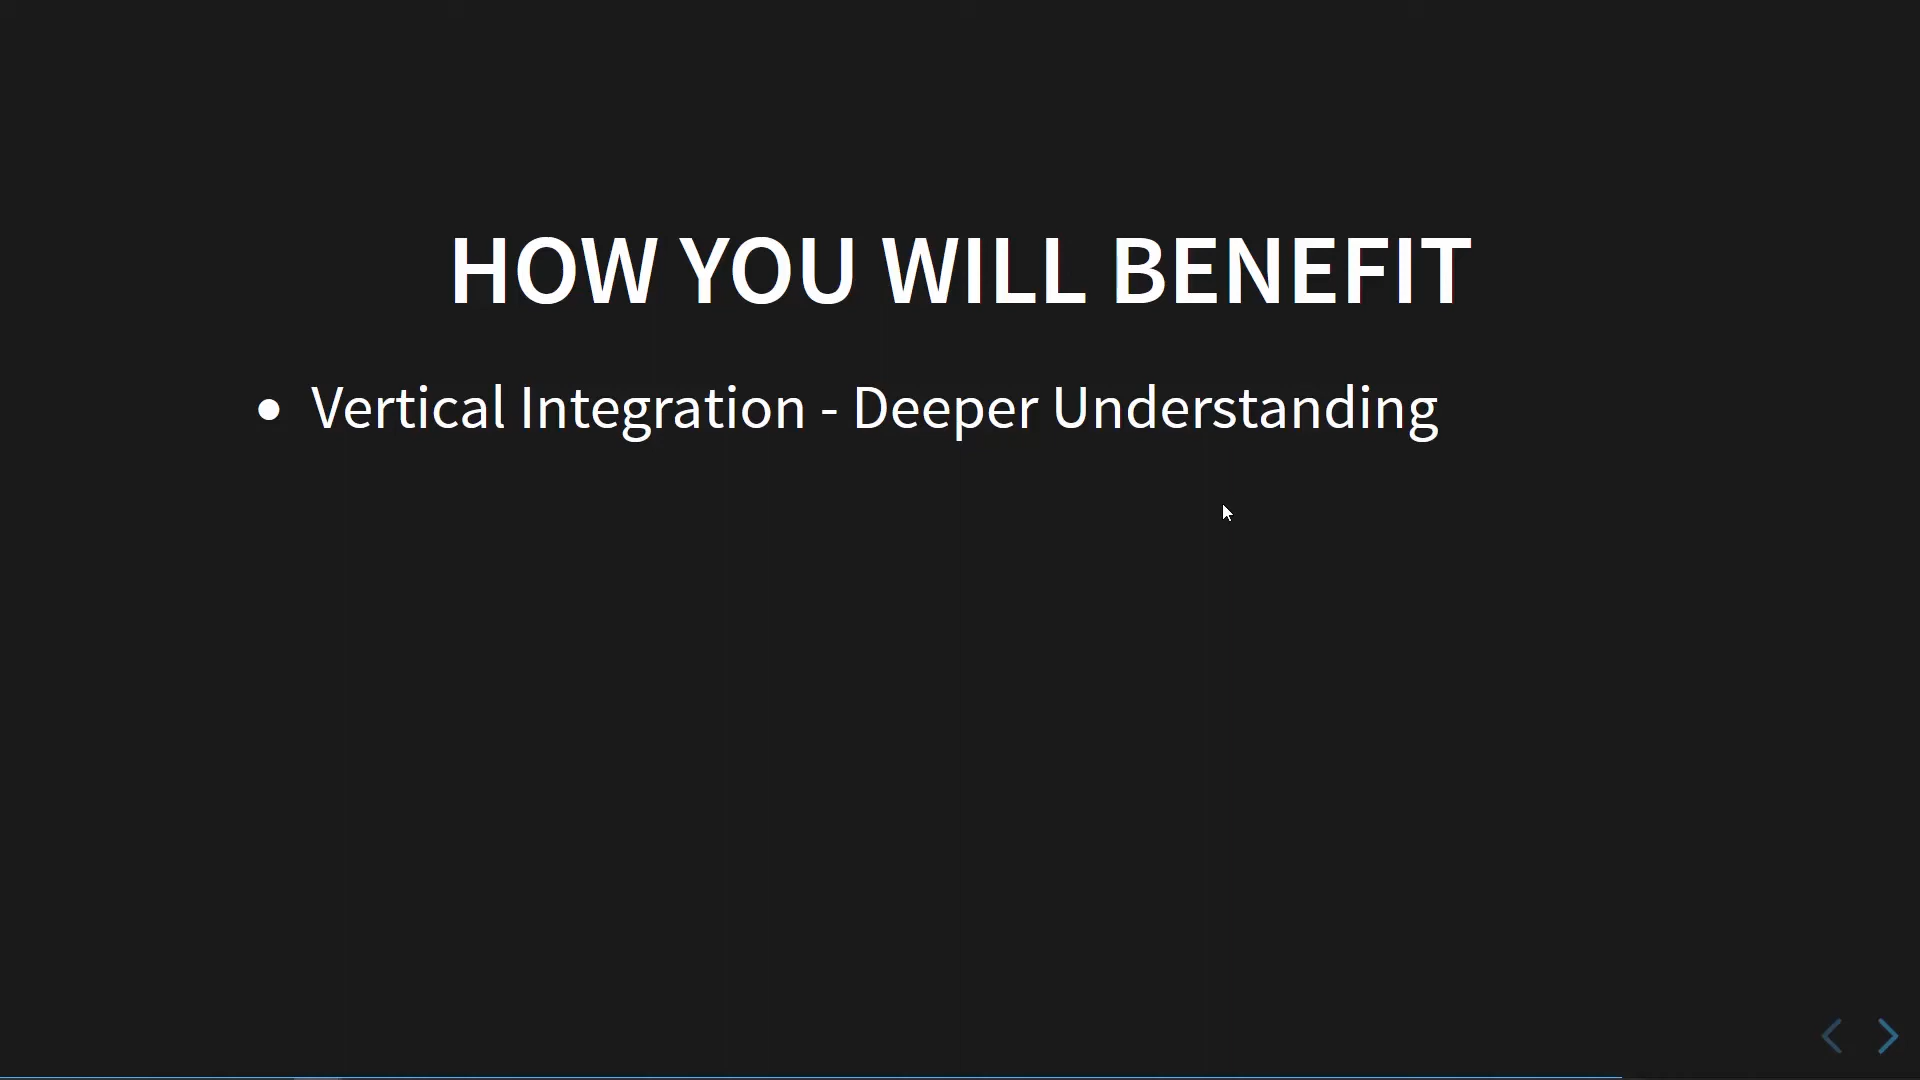 HOW YOU WILL BENEFIT
• Vertical Integration - Deeper Understanding